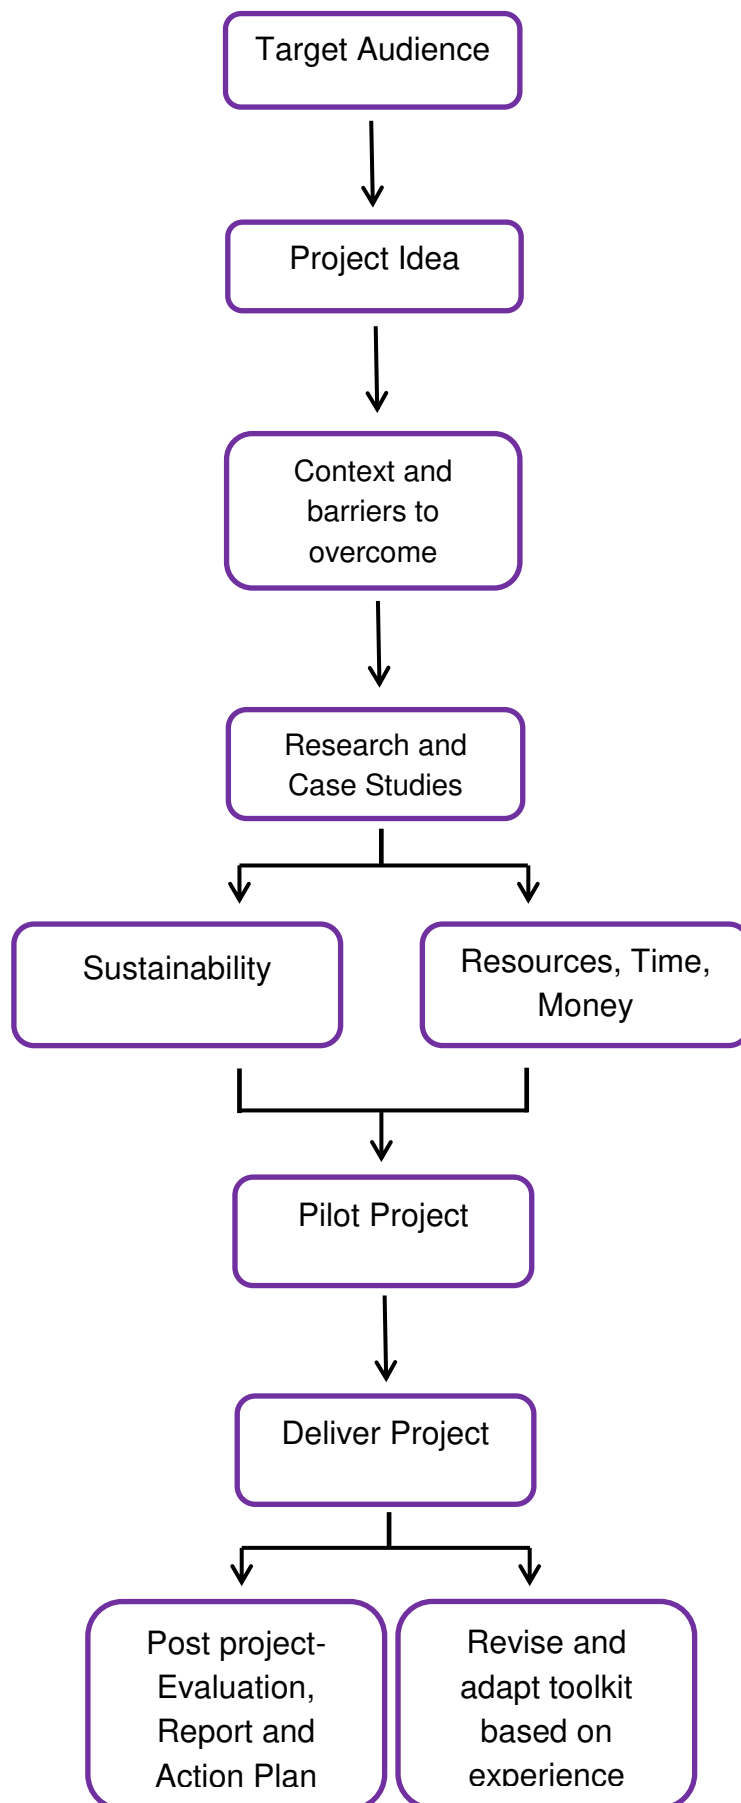 Target Audience
Project Idea
Context and
barriers to
overcome
Research and
Case Studies
Sustainability
Resources, Time,
Money
Pilot Project
Deliver Project
Post project-
Evaluation,
Report and
Action Plan
Revise and
adapt toolkit
based on
experience